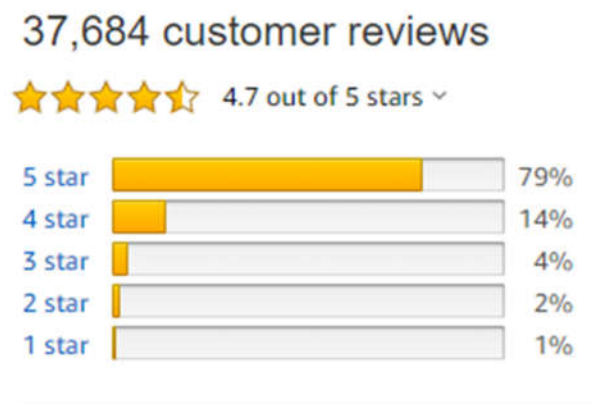 37,684 customer reviews
4.7 out of 5 stars
5 star 79%
4 star 14%
3 star 4%
2 star 2%
1 star 1%